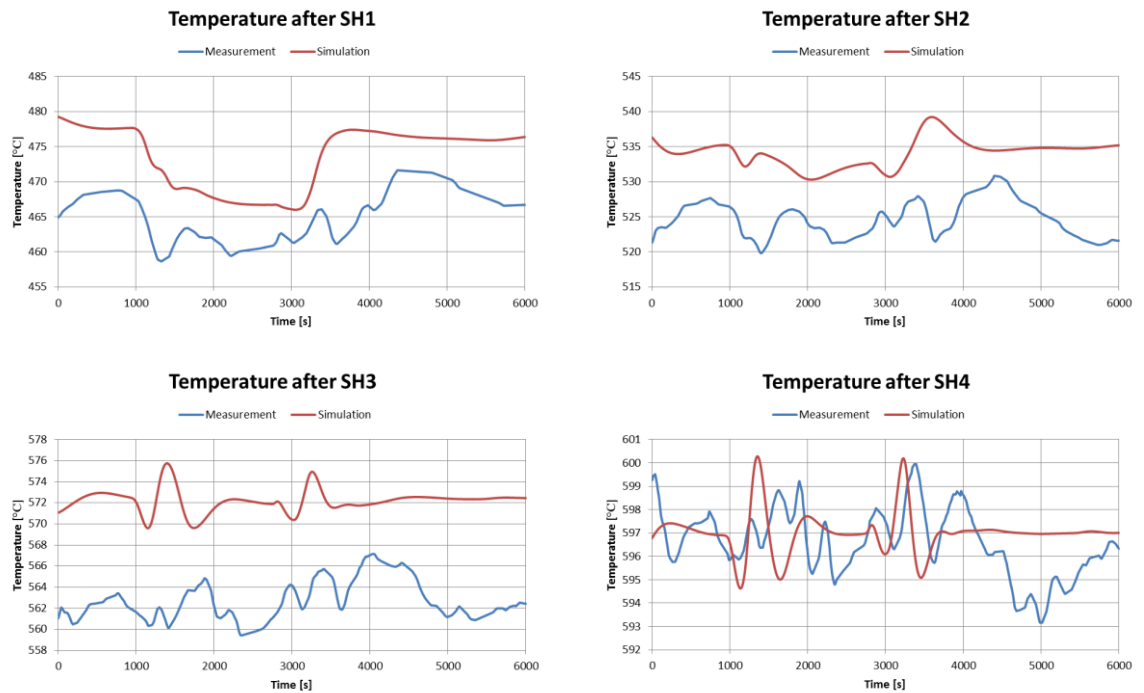 Temperature after SH1
Measurement Simulation
485
480
475
470
465
460
455
Temperature [°C]
0 1000 2000 3000 4000 5000 6000
Time [s]
Temperature after SH2
Measurement Simulation
545
540
535
530
525
520
515
Temperature [°C]
0 1000 2000 3000 4000 5000 6000
Time [s]
Temperature after SH3
Measurement Simulation
578
576
574
572
570
568
566
564
562
560
558
Temperature [°C]
0 1000 2000 3000 4000 5000 6000
Time [s]
Temperature after SH4
Measurement Simulation
601
600
599
598
597
596
595
594
593
592
Temperature [°C]
0 1000 2000 3000 4000 5000 6000
Time [s]